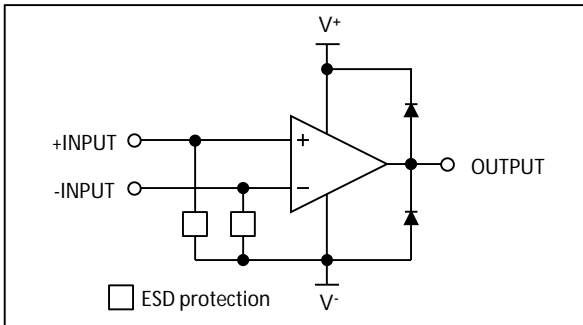 V+
+INPUT
+
OUTPUT
-INPUT
−
ESD protection
V-